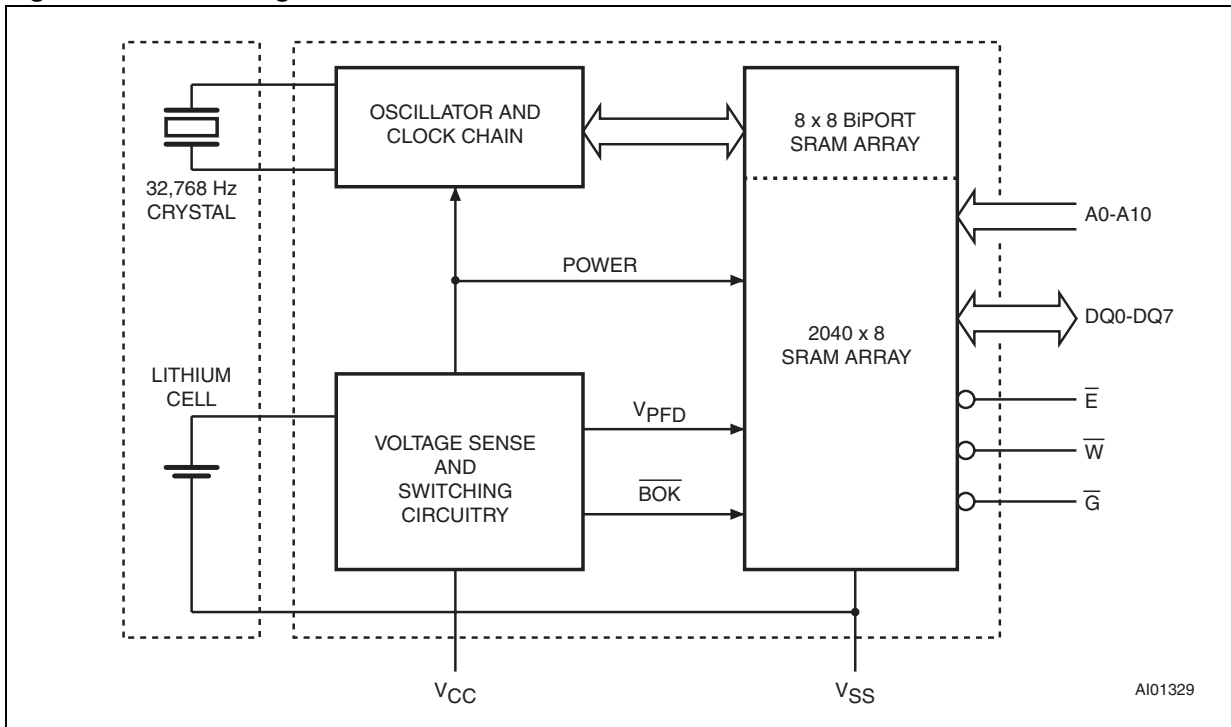 OSCILLATOR AND
CLOCK CHAIN
8 x 8 BiPORT
SRAM ARRAY
32,768 Hz
CRYSTAL
A0-A10
POWER
DQ0-DQ7
2040 x 8
SRAM ARRAY
LITHIUM
CELL
VPFD
E̅
VOLTAGE SENSE
AND
SWITCHING
CIRCUITRY
W̅
B̅O̅K̅
G̅
VCC
VSS
AI01329